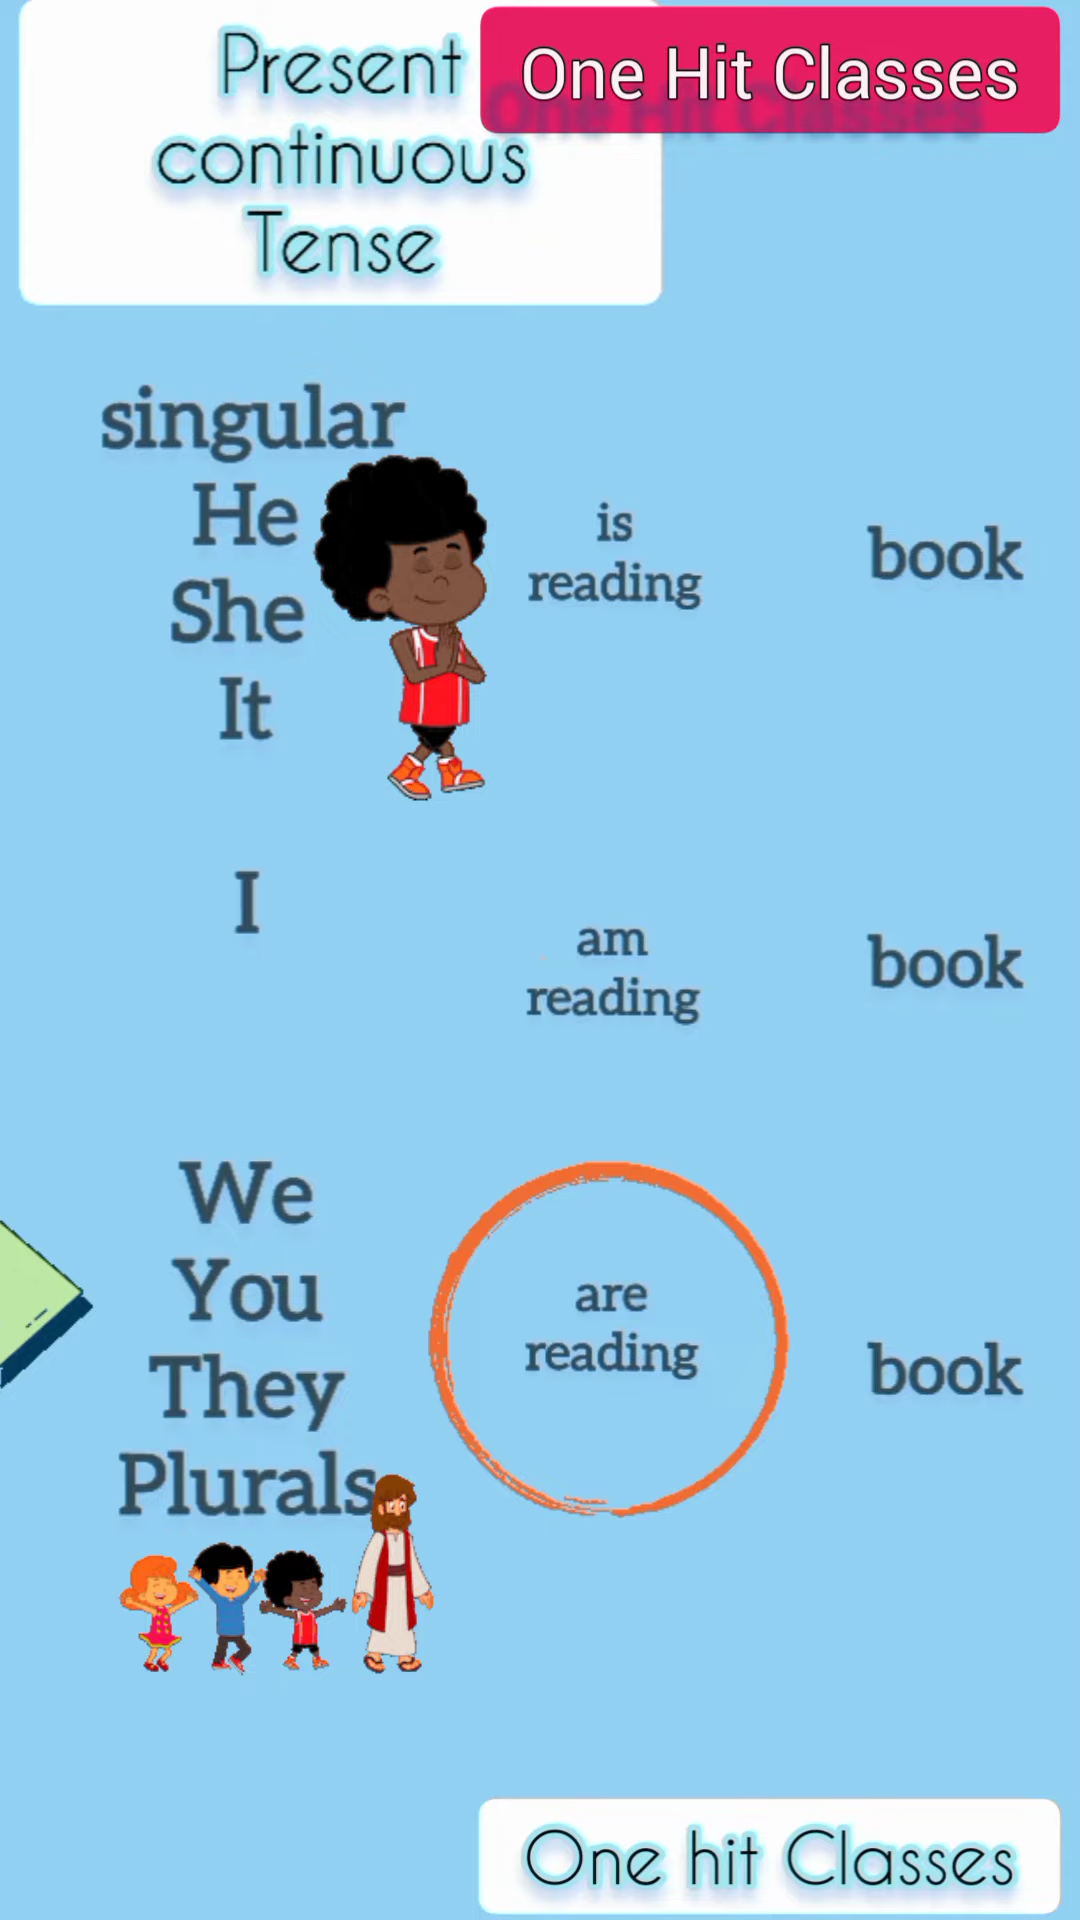 Present
continuous
Tense
One Hit Classes
singular
He
She
It
is
reading
book
I
am
reading
book
We
You
They
Plurals
are
reading
book
One hit Classes